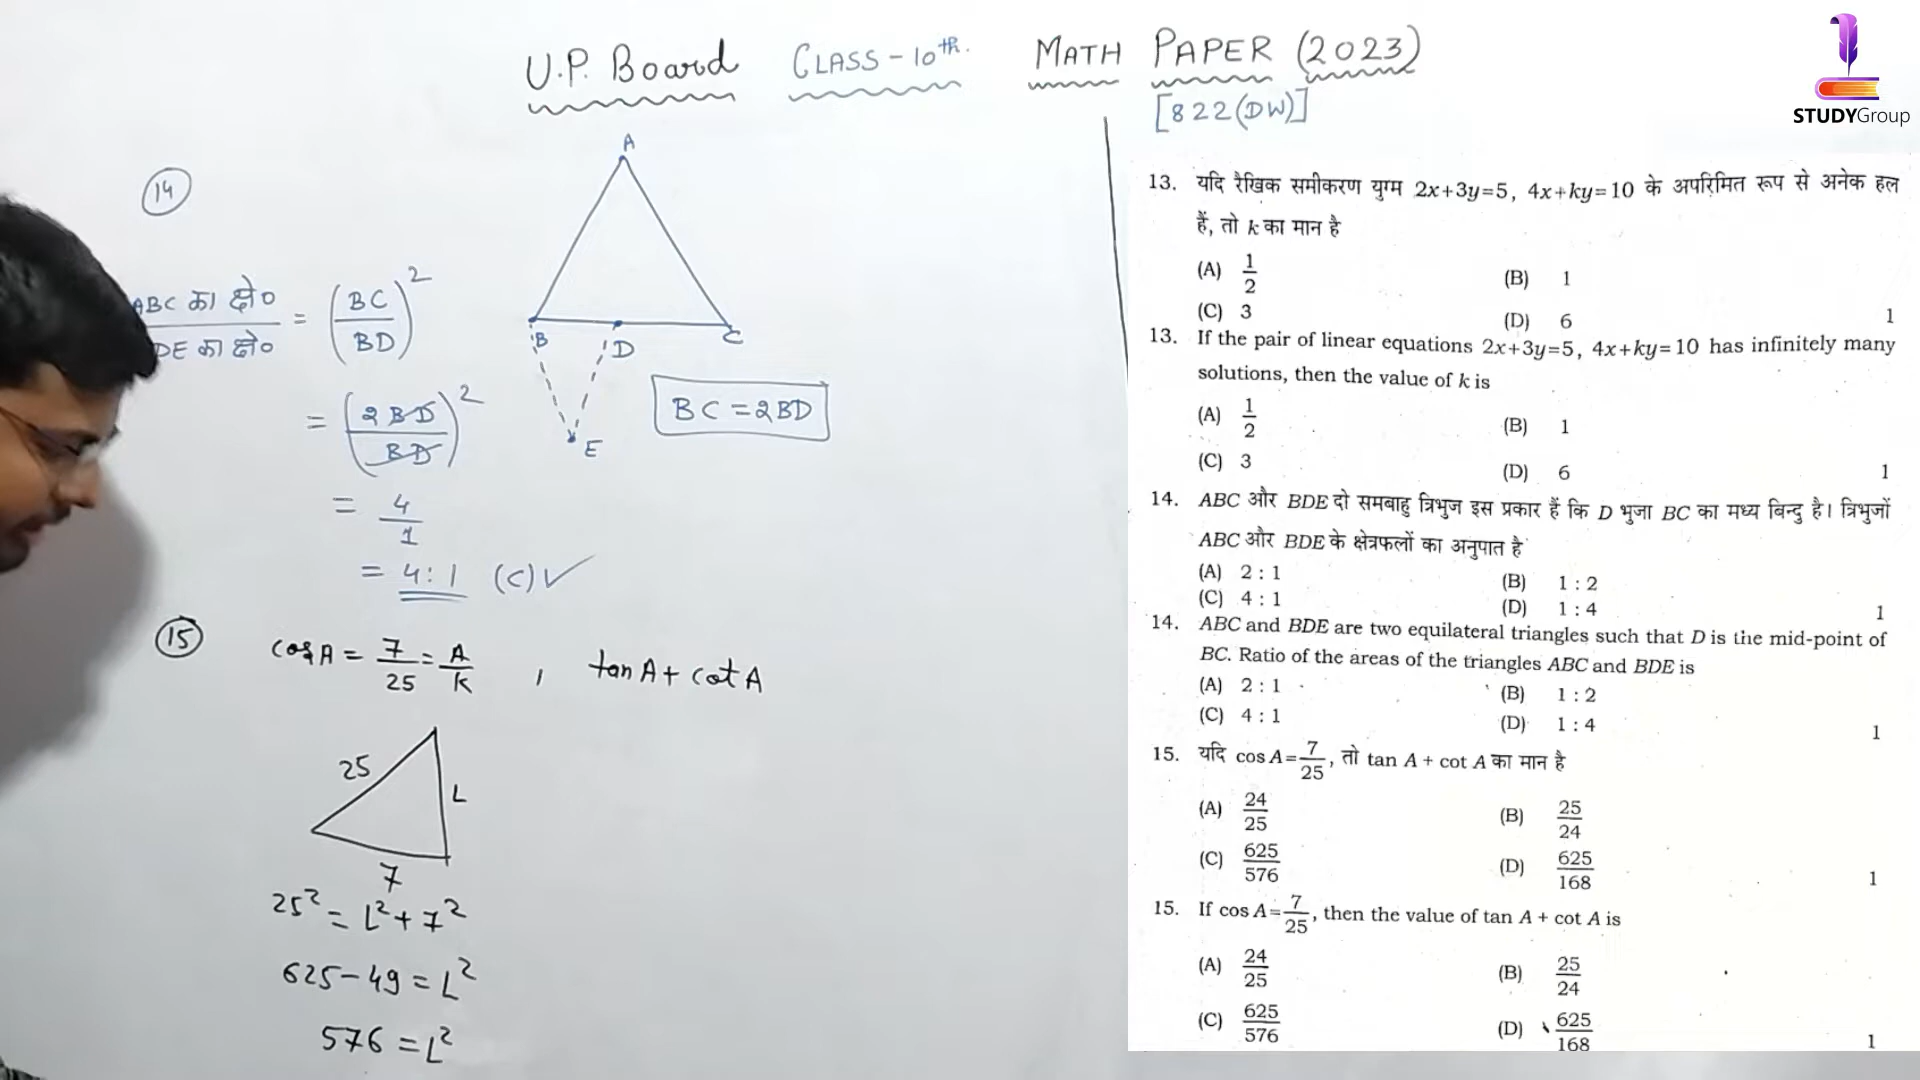 U.P. Board CLASS-10th. MATH PAPER (2023)
[822(DW)]
STUDYGroup
14
A
B
D
C
E
ABC का क्षे० / DE का क्षे० = (BC/BD)²
BC = 2BD
= (2BD/BD)²
= 4/1
= 4:1 (C) ✓
15
cosA = 7/25 = A/K , tanA + cotA
25
L
7
25² = L² + 7²
625 - 49 = L²
576 = L²
13. यदि रैखिक समीकरण युग्म 2x+3y=5, 4x+ky=10 के अपरिमित रूप से अनेक हल
हैं, तो k का मान है
(A) 1/2 (B) 1
(C) 3 (D) 6 1
13. If the pair of linear equations 2x+3y=5, 4x+ky=10 has infinitely many
solutions, then the value of k is
(A) 1/2 (B) 1
(C) 3 (D) 6 1
14. ABC और BDE दो समबाहु त्रिभुज इस प्रकार हैं कि D भुजा BC का मध्य बिन्दु है। त्रिभुजों
ABC और BDE के क्षेत्रफलों का अनुपात है
(A) 2 : 1 (B) 1 : 2
(C) 4 : 1 (D) 1 : 4 1
14. ABC and BDE are two equilateral triangles such that D is the mid-point of
BC. Ratio of the areas of the triangles ABC and BDE is
(A) 2 : 1 (B) 1 : 2
(C) 4 : 1 (D) 1 : 4 1
15. यदि cos A=7/25, तो tan A + cot A का मान है
(A) 24/25 (B) 25/24
(C) 625/576 (D) 625/168 1
15. If cos A=7/25, then the value of tan A + cot A is
(A) 24/25 (B) 25/24
(C) 625/576 (D) 625/168 1